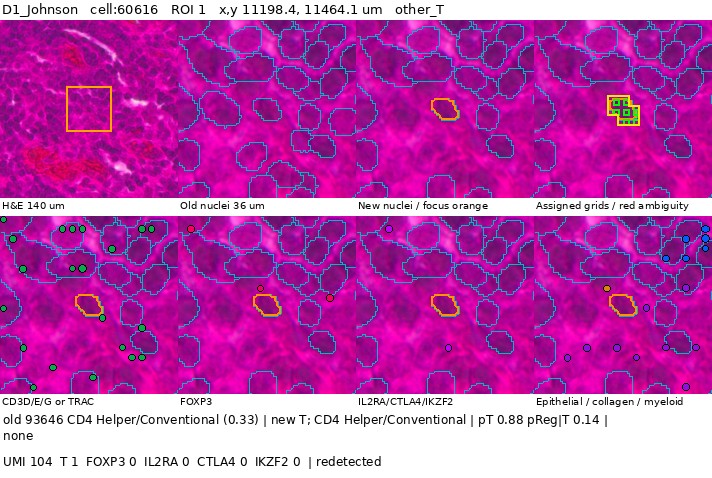 D1_Johnson cell:60616 ROI 1 x,y 11198.4, 11464.1 um other_T
H&E 140 um
Old nuclei 36 um
New nuclei / focus orange
Assigned grids / red ambiguity
CD3D/E/G or TRAC
FOXP3
IL2RA/CTLA4/IKZF2
Epithelial / collagen / myeloid
old 93646 CD4 Helper/Conventional (0.33) | new T; CD4 Helper/Conventional | pT 0.88 pReg|T 0.14 |
none
UMI 104 T 1 FOXP3 0 IL2RA 0 CTLA4 0 IKZF2 0 | redetected